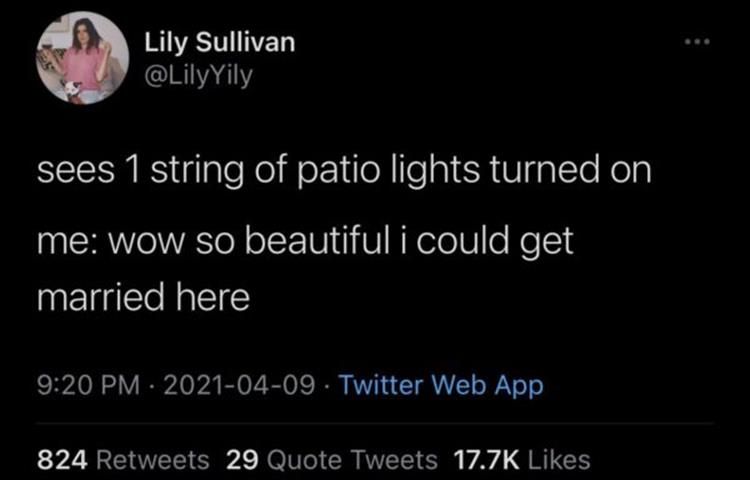 Lily Sullivan
@LilyYily
sees 1 string of patio lights turned on
me: wow so beautiful i could get
married here
9:20 PM · 2021-04-09 · Twitter Web App
824 Retweets 29 Quote Tweets 17.7K Likes